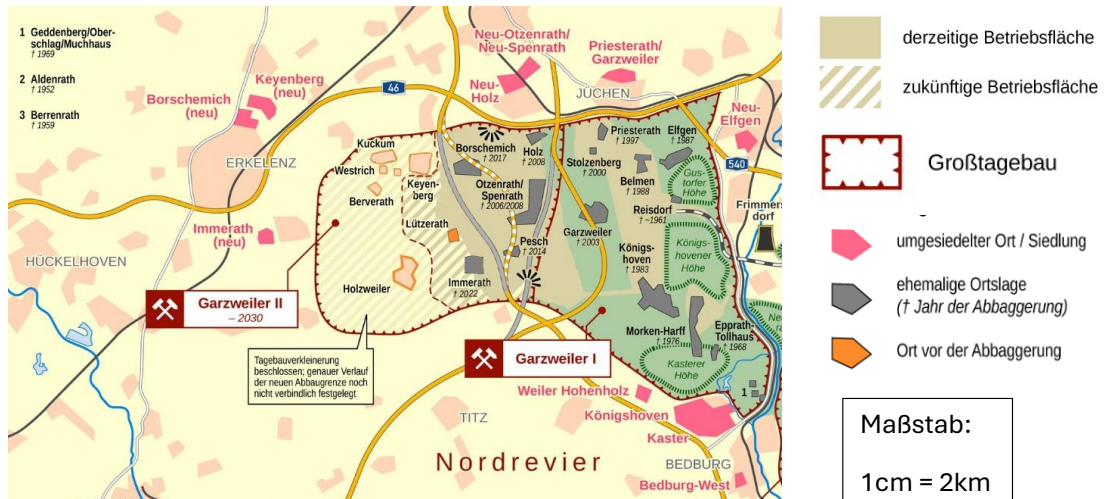 1 Geddenberg/Ober-
schlag/Muchhaus
† 1969
2 Aldenrath
† 1952
3 Berrenrath
† 1959
Keyenberg
(neu)
Borschemich
(neu)
ERKELENZ
Immerath
(neu)
HÜCKELHOVEN
46
Neu-Otzenrath/
Neu-Spenrath
Neu-
Holz
Priesterath/
Garzweiler
JÜCHEN
Neu-
Elfgen
540
Frimmers
dorf
Kuckum
Westrich
Berverath
Keyen-
berg
Lützerath
Holzweiler
Immerath
† 2022
Borschemich
† 2017
Holz
† 2008
Otzenrath/
Spenrath
† 2006/2008
Pesch
† 2014
Priesterath
† 1997
Elfgen
† 1987
Stolzenberg
† 2000
Belmen
† 1988
Gus-
torfer
Höhe
Reisdorf
† ~1961
Garzweiler
† 2003
Königs-
hoven
† 1983
Königs-
hovener
Höhe
Morken-Harff
† 1976
Epprath-
Tollhaus
† 1968
Kasterer
Höhe
1
Garzweiler II
– 2030
Garzweiler I
Tagebauverkleinerung
beschlossen; genauer Verlauf
der neuen Abbaugrenze noch
nicht verbindlich festgelegt
TITZ
Weiler Hohenholz
Königshoven
Kaster
BEDBURG
Bedburg-West
Nordrevier
derzeitige Betriebsfläche
zukünftige Betriebsfläche
Großtagebau
umgesiedelter Ort / Siedlung
ehemalige Ortslage
(† Jahr der Abbaggerung)
Ort vor der Abbaggerung
Maßstab:
1cm = 2km